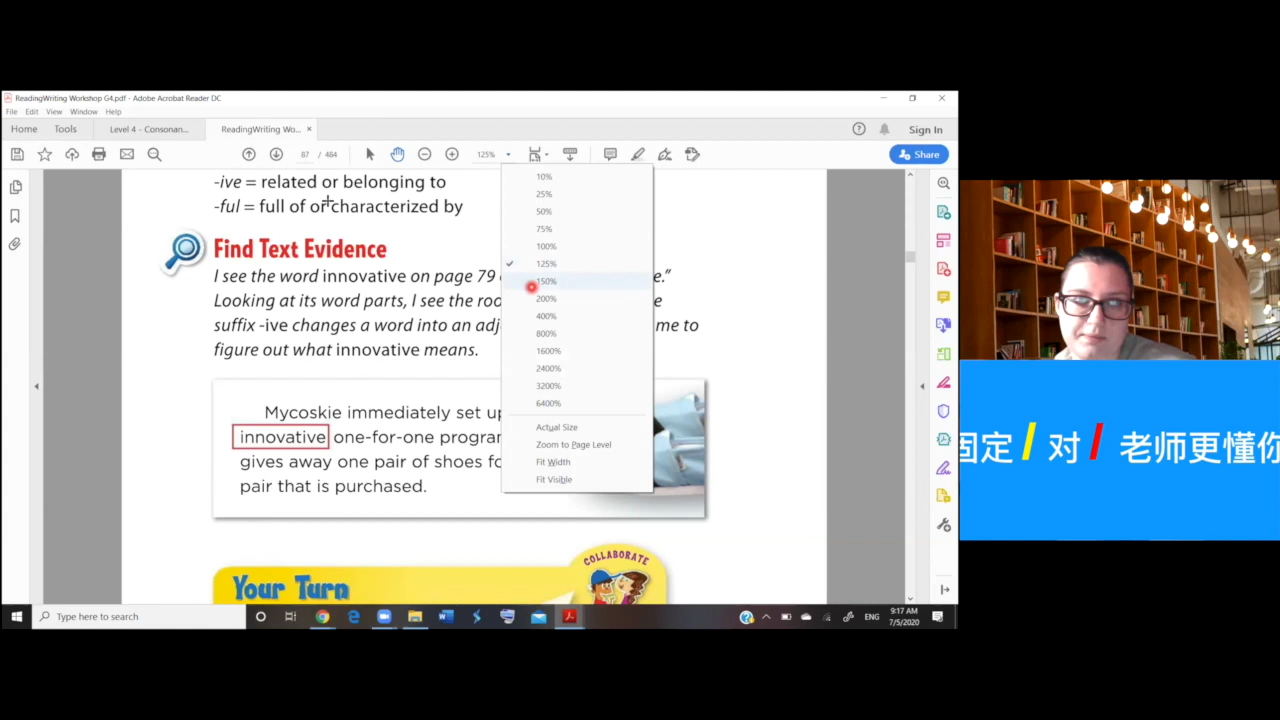 ReadingWriting Workshop G4.pdf - Adobe Acrobat Reader DC
File Edit View Window Help
Home Tools Level 4 - Consonan... ReadingWriting Wo... ×
Sign In
87 / 464 125%
Share
-ive = related or belonging to
-ful = full of or characterized by
Find Text Evidence
I see the word innovative on page 79
e.”
Looking at its word parts, I see the roo
e
suffix -ive changes a word into an adj
me to
figure out what innovative means.
Mycoskie immediately set up
innovative one-for-one program
gives away one pair of shoes fo
pair that is purchased.
10%
25%
50%
75%
100%
125%
150%
200%
400%
800%
1600%
2400%
3200%
6400%
Actual Size
Zoom to Page Level
Fit Width
Fit Visible
COLLABORATE
Your Turn
固定/对/老师更懂你
Type here to search
ENG
9:17 AM
7/5/2020